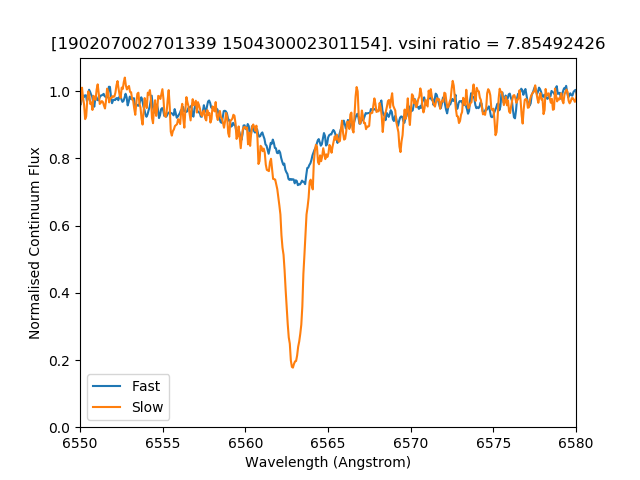 [190207002701339 150430002301154]. vsini ratio = 7.85492426
Normalised Continuum Flux
1.0
0.8
0.6
0.4
0.2
0.0
Fast
Slow
6550 6555 6560 6565 6570 6575 6580
Wavelength (Angstrom)